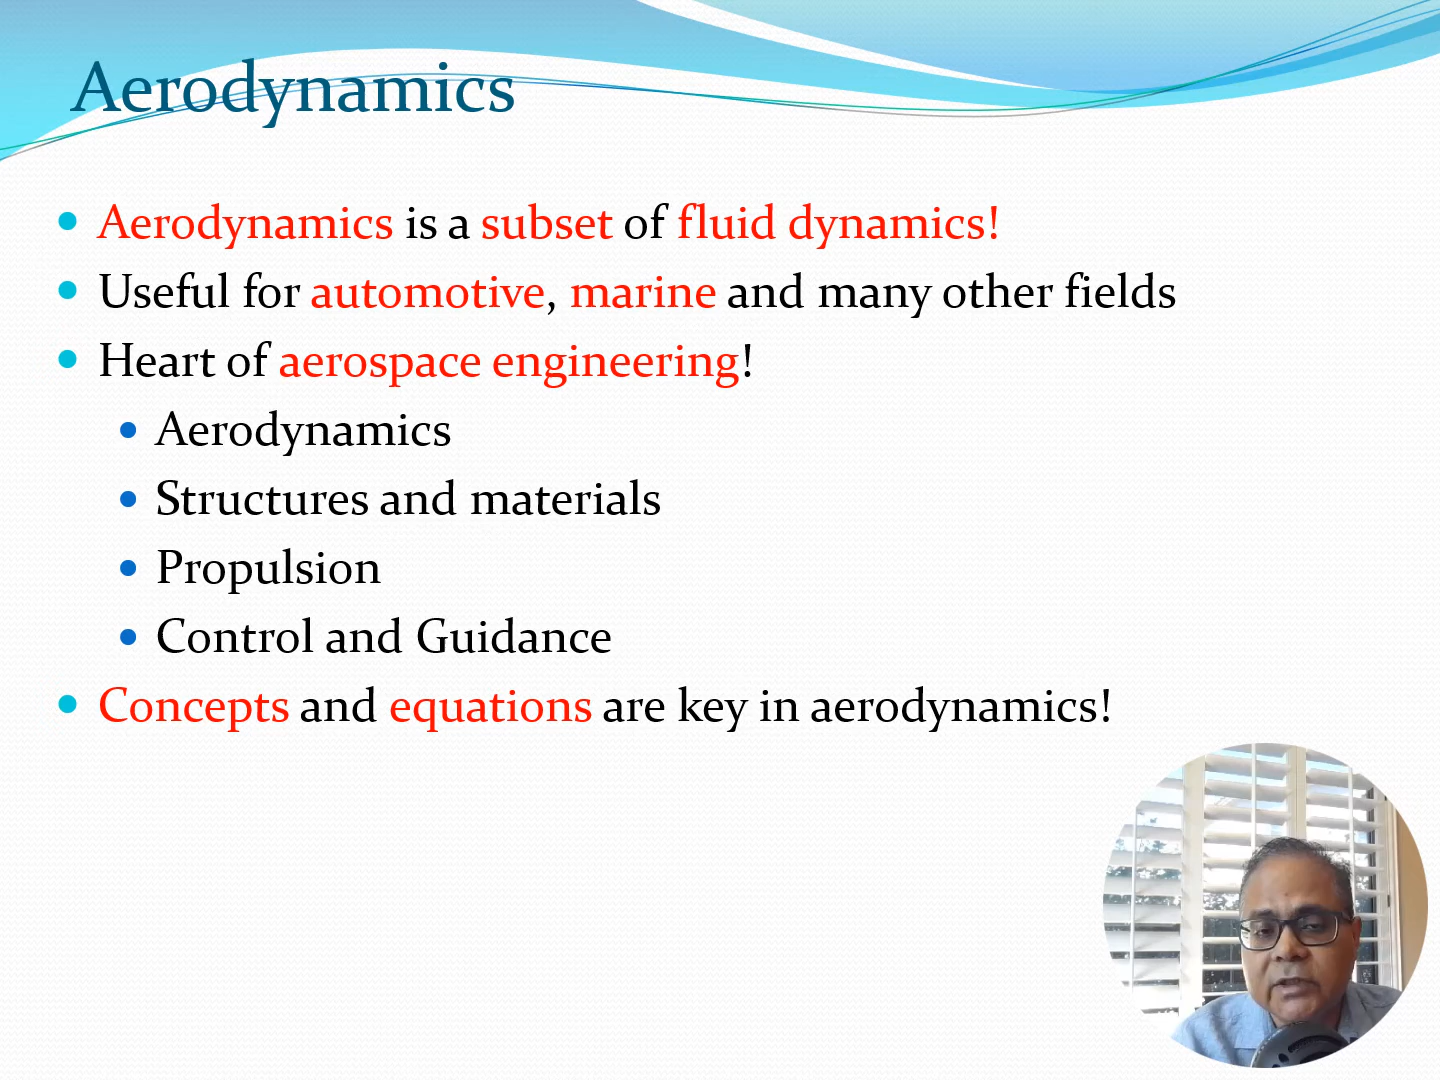 Aerodynamics
Aerodynamics is a subset of fluid dynamics!
Useful for automotive, marine and many other fields
Heart of aerospace engineering!
Aerodynamics
Structures and materials
Propulsion
Control and Guidance
Concepts and equations are key in aerodynamics!